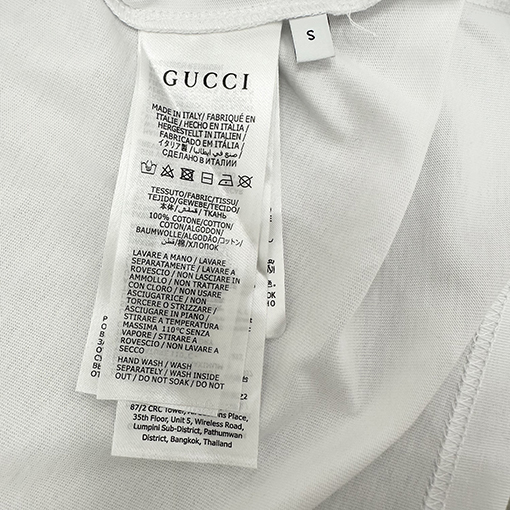 S
GUCCI
MADE IN ITALY/ FABRIQUÉ EN
ITALIE / HECHO EN ITALIA /
HERGESTELLT IN ITALIEN /
FABRICADO EM ITÁLIA /
イタリア製 / صنع في ايطاليا /
СДЕЛАНО В ИТАЛИИ
TESSUTO/FABRIC/TISSU/
TEJIDO/GEWEBE/TECIDO/
本体/قماش/ ТКАНЬ
100% COTONE/COTTON/
COTON/ALGODON/
BAUMWOLLE/ALGODÃO/コットン/
قطن/棉/ХЛОПОК
LAVARE A MANO / LAVARE
SEPARATAMENTE / LAVARE A
ROVESCIO / NON LASCIARE IN
AMMOLLO / NON TRATTARE
CON CLORO / NON USARE
ASCIUGATRICE / NON
TORCERE O STRIZZARE /
ASCIUGARE IN PIANO /
STIRARE A TEMPERATURA
MASSIMA 110°C SENZA
VAPORE / STIRARE A
ROVESCIO / NON LAVARE A
SECCO
HAND WASH / WASH
SEPARATELY / WASH INSIDE
OUT / DO NOT SOAK / DO NOT
87/2 CRC Tower, Place,
35th Floor, Unit 5, Wireless Road,
Lumpini Sub-District, Pathumwan
District, Bangkok, Thailand